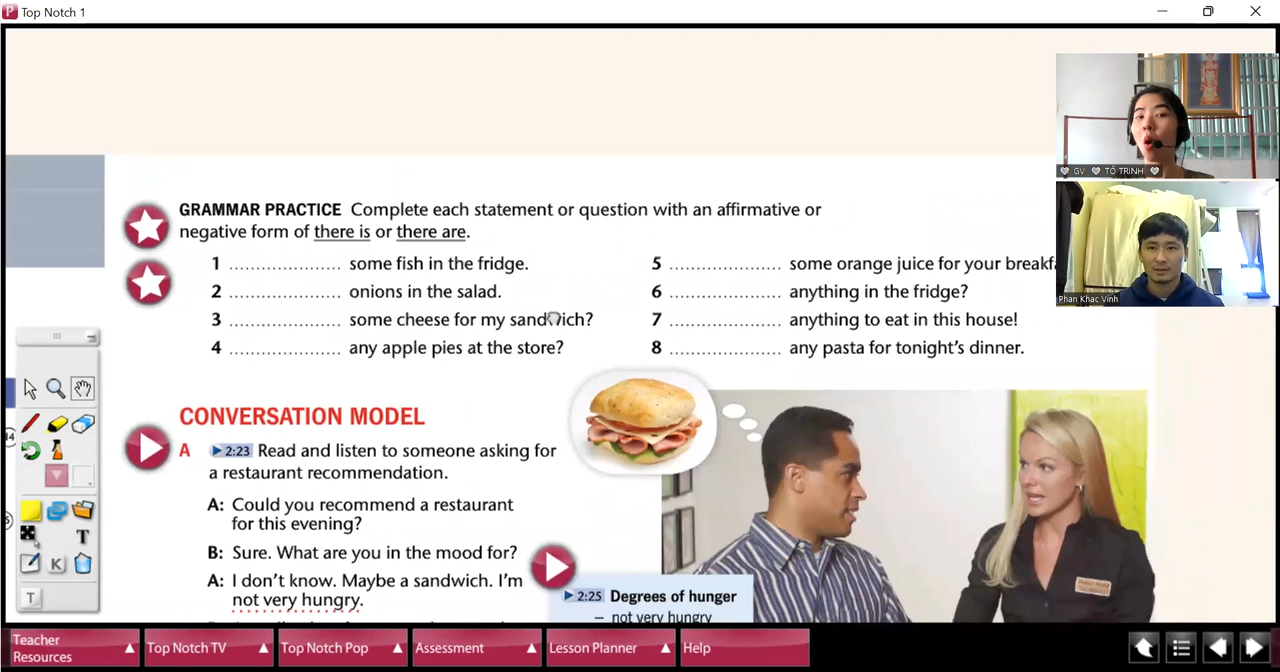 Top Notch 1
GRAMMAR PRACTICE Complete each statement or question with an affirmative or
negative form of there is or there are.
1 .................... some fish in the fridge.
2 .................... onions in the salad.
3 .................... some cheese for my sandwich?
4 .................... any apple pies at the store?
5 .................... some orange juice for your breakfa
6 .................... anything in the fridge?
7 .................... anything to eat in this house!
8 .................... any pasta for tonight's dinner.
CONVERSATION MODEL
A 2:23 Read and listen to someone asking for
a restaurant recommendation.
A: Could you recommend a restaurant
for this evening?
B: Sure. What are you in the mood for?
A: I don't know. Maybe a sandwich. I'm
not very hungry.
2:25 Degrees of hunger
– not very hungry
GV TỐ TRINH
Phan Khac Vinh
T
K
T
Teacher
Resources
Top Notch TV
Top Notch Pop
Assessment
Lesson Planner
Help